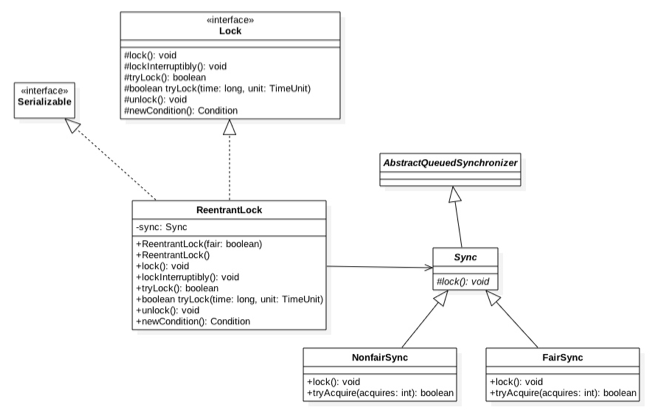 «interface»
Lock
#lock(): void
#lockInterruptibly(): void
#tryLock(): boolean
#boolean tryLock(time: long, unit: TimeUnit)
#unlock(): void
#newCondition(): Condition
«interface»
Serializable
AbstractQueuedSynchronizer
ReentrantLock
-sync: Sync
+ReentrantLock(fair: boolean)
+ReentrantLock()
+lock(): void
+lockInterruptibly(): void
+tryLock(): boolean
+boolean tryLock(time: long, unit: TimeUnit)
+unlock(): void
+newCondition(): Condition
Sync
#lock(): void
NonfairSync
+lock(): void
+tryAcquire(acquires: int): boolean
FairSync
+lock(): void
+tryAcquire(acquires: int): boolean